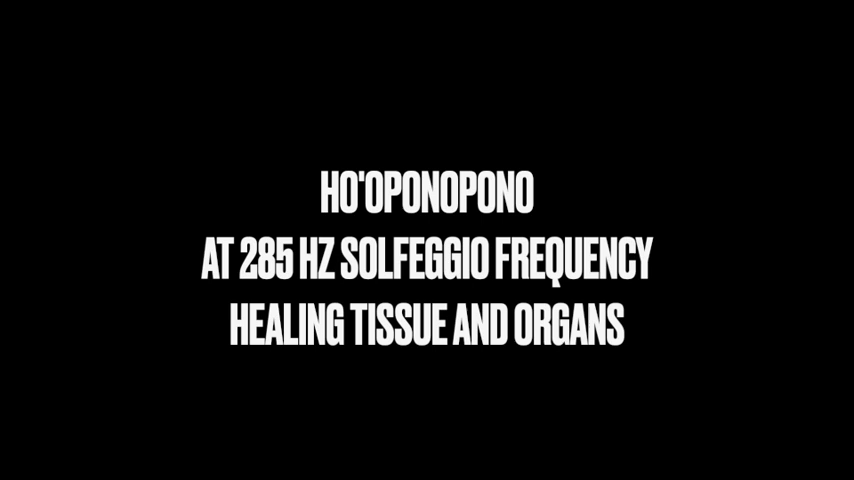 HO'OPONOPONO
AT 285 HZ SOLFEGGIO FREQUENCY
HEALING TISSUE AND ORGANS